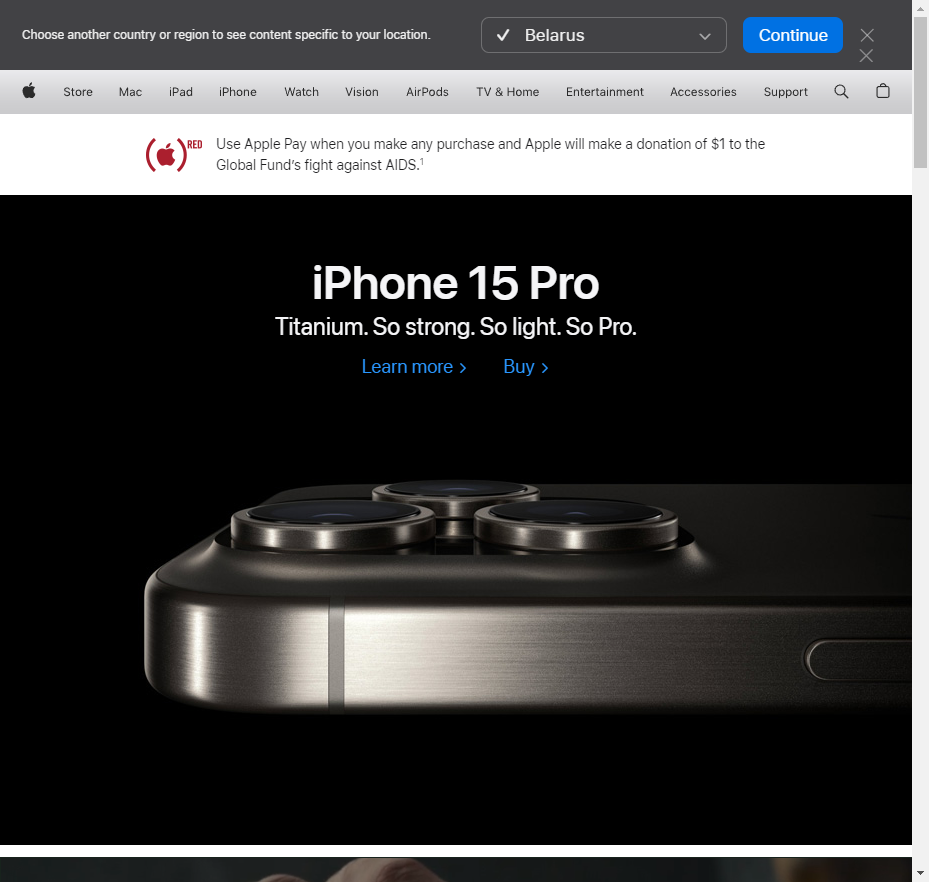 Choose another country or region to see content specific to your location.
Belarus
Continue
Store Mac iPad iPhone Watch Vision AirPods TV & Home Entertainment Accessories Support
RED
Use Apple Pay when you make any purchase and Apple will make a donation of $1 to the
Global Fund’s fight against AIDS.¹
iPhone 15 Pro
Titanium. So strong. So light. So Pro.
Learn more > Buy >